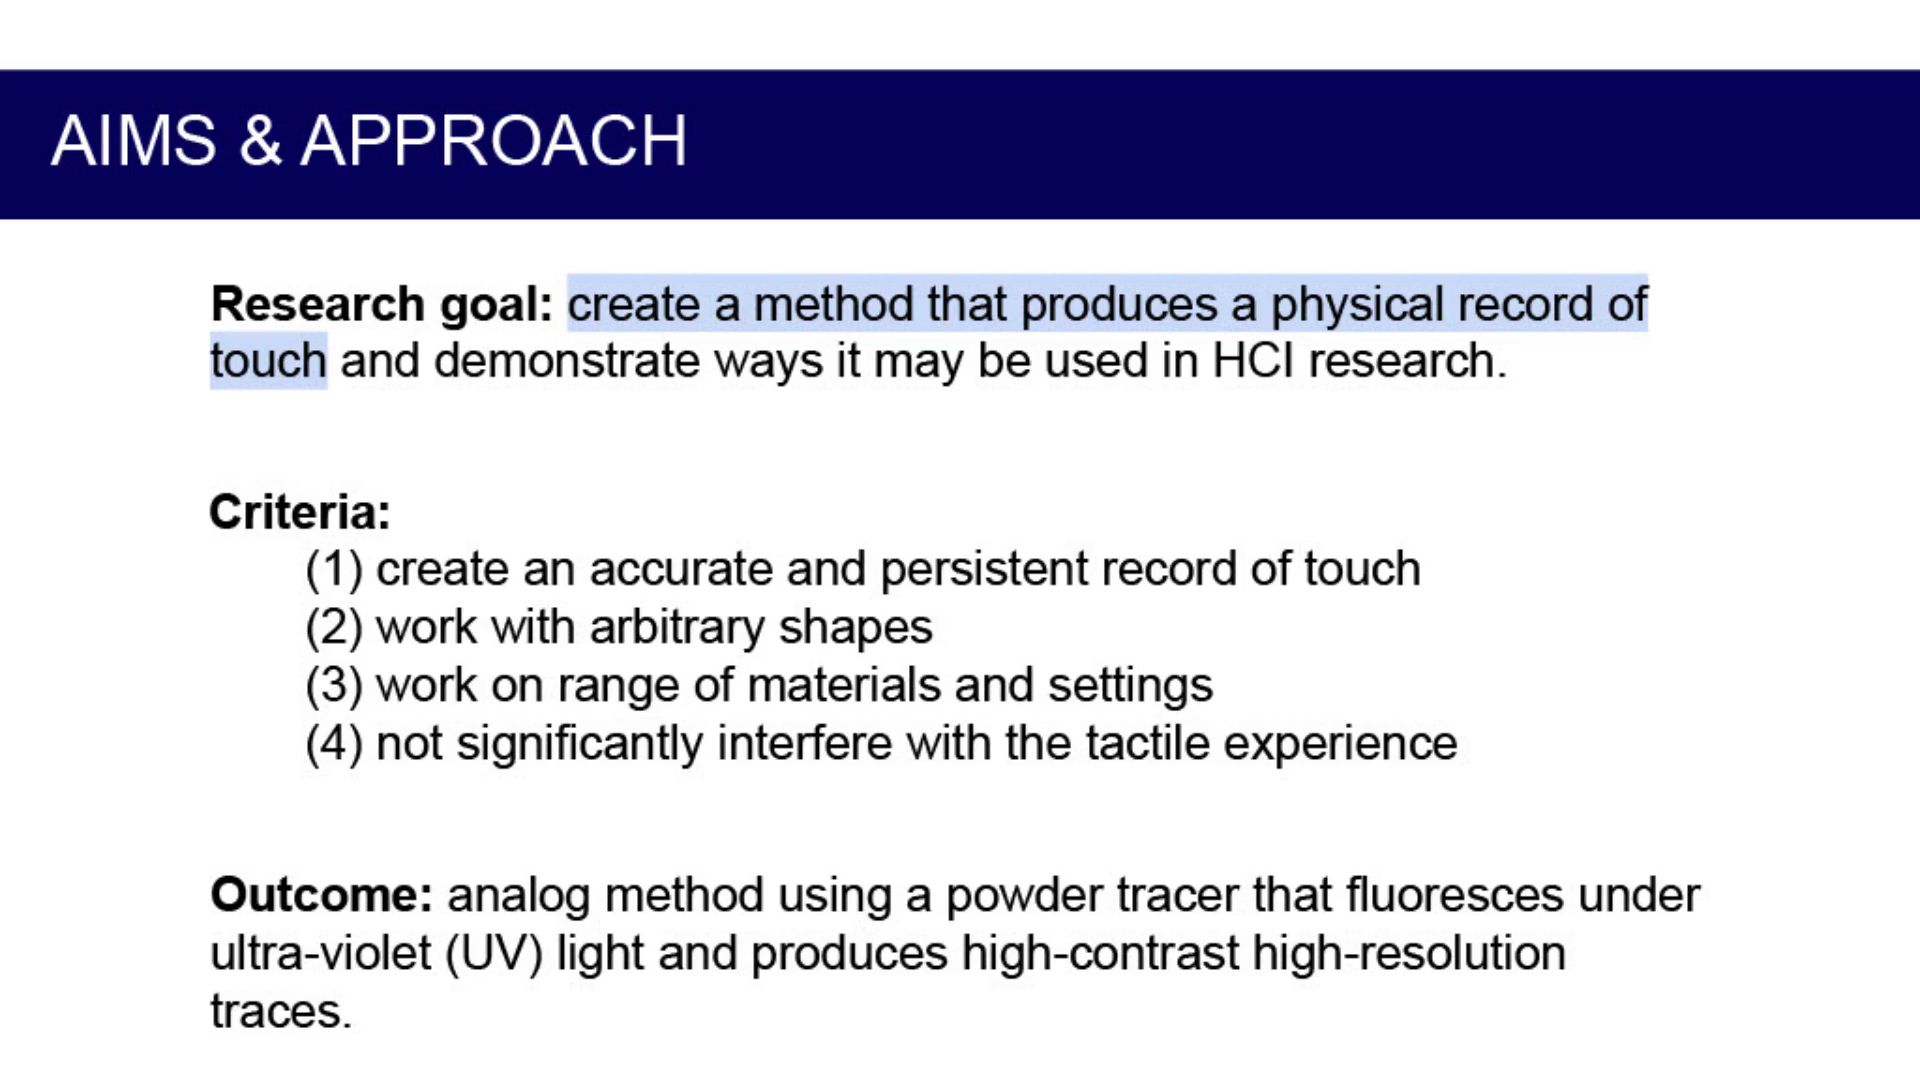 AIMS & APPROACH
Research goal: create a method that produces a physical record of
touch and demonstrate ways it may be used in HCI research.
Criteria:
(1) create an accurate and persistent record of touch
(2) work with arbitrary shapes
(3) work on range of materials and settings
(4) not significantly interfere with the tactile experience
Outcome: analog method using a powder tracer that fluoresces under
ultra-violet (UV) light and produces high-contrast high-resolution
traces.